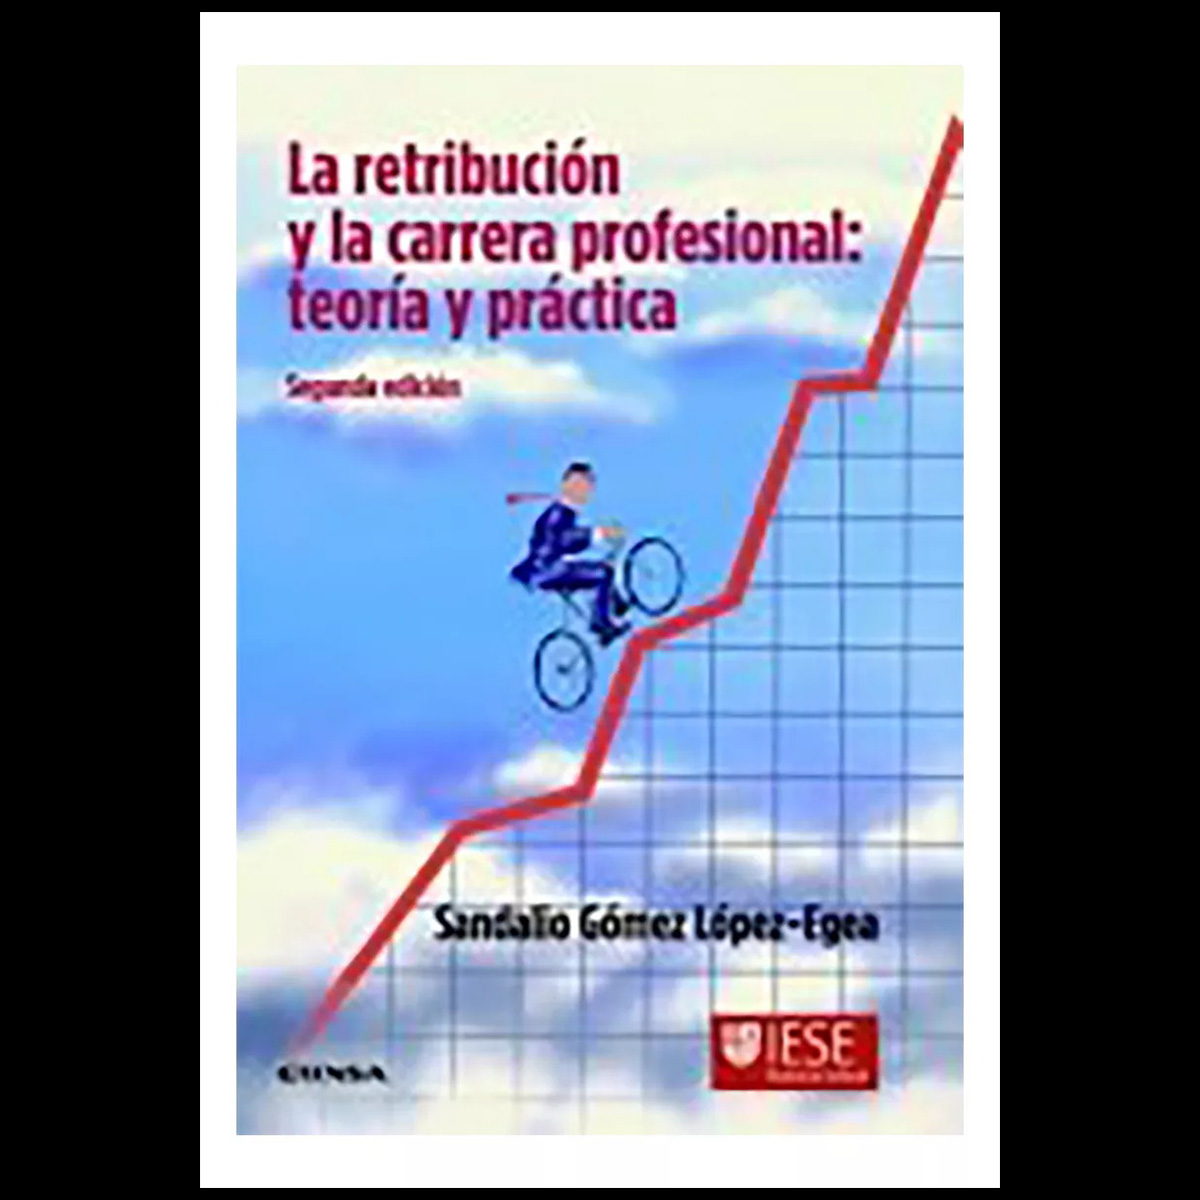 La retribución
y la carrera profesional:
teoría y práctica
Segunda edición
Sandalio Gómez López-Egea
IESE
EUNSA